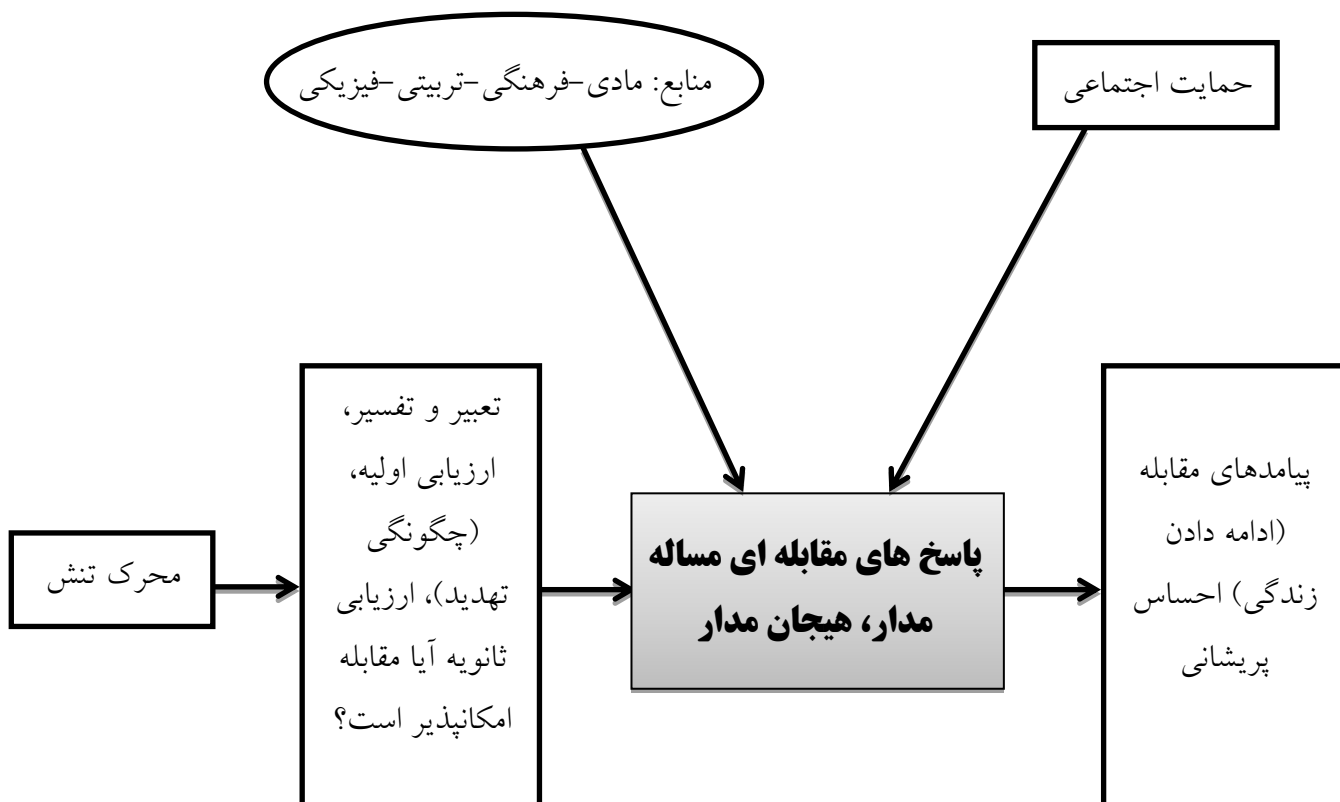 منابع: مادی-فرهنگی-تربیتی-فیزیکی
حمایت اجتماعی
محرک تنش
تعبیر و تفسیر،
ارزیابی اولیه،
(چگونگی
تهدید)، ارزیابی
ثانویه آیا مقابله
امکانپذیر است؟
پاسخ های مقابله ای مساله
مدار، هیجان مدار
پیامدهای مقابله
(ادامه دادن
زندگی) احساس
پریشانی